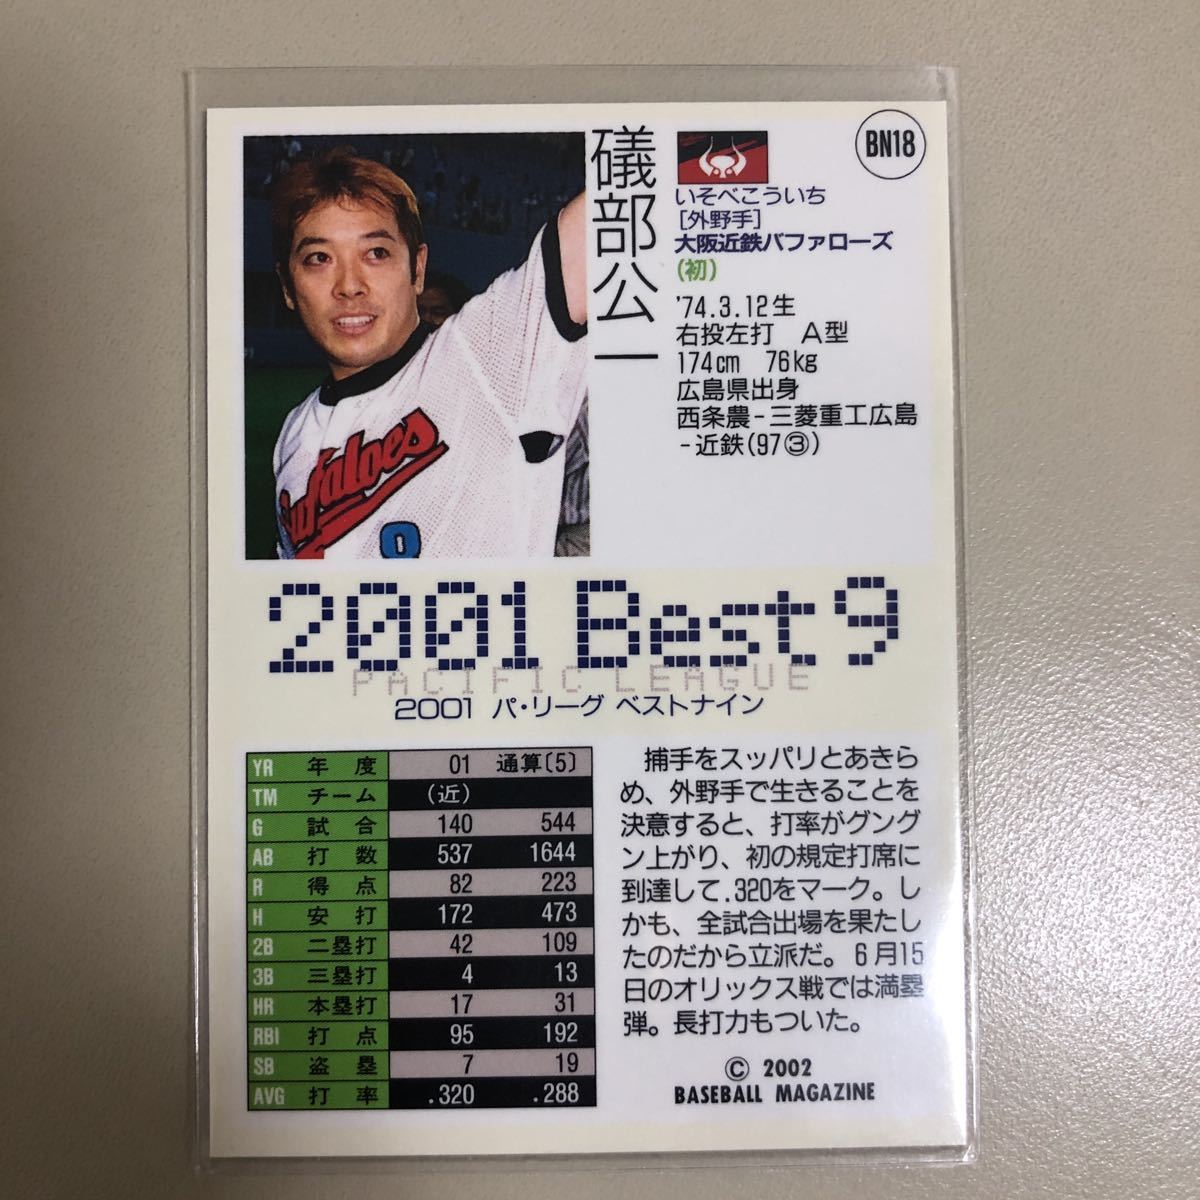 BN18
礒部公一
いそべこういち
[外野手]
大阪近鉄バファローズ
(初)
'74.3.12生
右投左打 A型
174cm 76kg
広島県出身
西条農-三菱重工広島
-近鉄(97③)
Buffaloes
8
2001 Best 9
PACIFIC LEAGUE
2001 パ・リーグ ベストナイン
YR 年度 01 通算〔5〕
TM チーム (近)
G 試合 140 544
AB 打数 537 1644
R 得点 82 223
H 安打 172 473
2B 二塁打 42 109
3B 三塁打 4 13
HR 本塁打 17 31
RBI 打点 95 192
SB 盗塁 7 19
AVG 打率 .320 .288
捕手をスッパリとあきら
め、外野手で生きることを
決意すると、打率がグング
ン上がり、初の規定打席に
到達して.320をマーク。し
かも、全試合出場を果たし
たのだから立派だ。6月15
日のオリックス戦では満塁
弾。長打力もついた。
© 2002
BASEBALL MAGAZINE